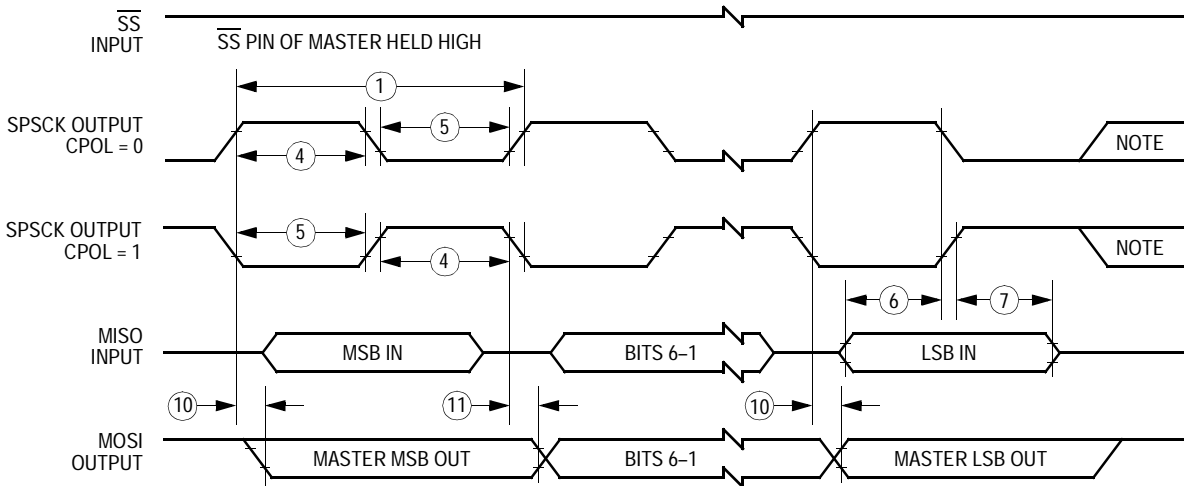 SS
INPUT
SS PIN OF MASTER HELD HIGH
1
SPSCK OUTPUT
CPOL = 0
5
4
NOTE
SPSCK OUTPUT
CPOL = 1
5
4
NOTE
6
7
MISO
INPUT
MSB IN
BITS 6–1
LSB IN
10
11
10
MOSI
OUTPUT
MASTER MSB OUT
BITS 6–1
MASTER LSB OUT